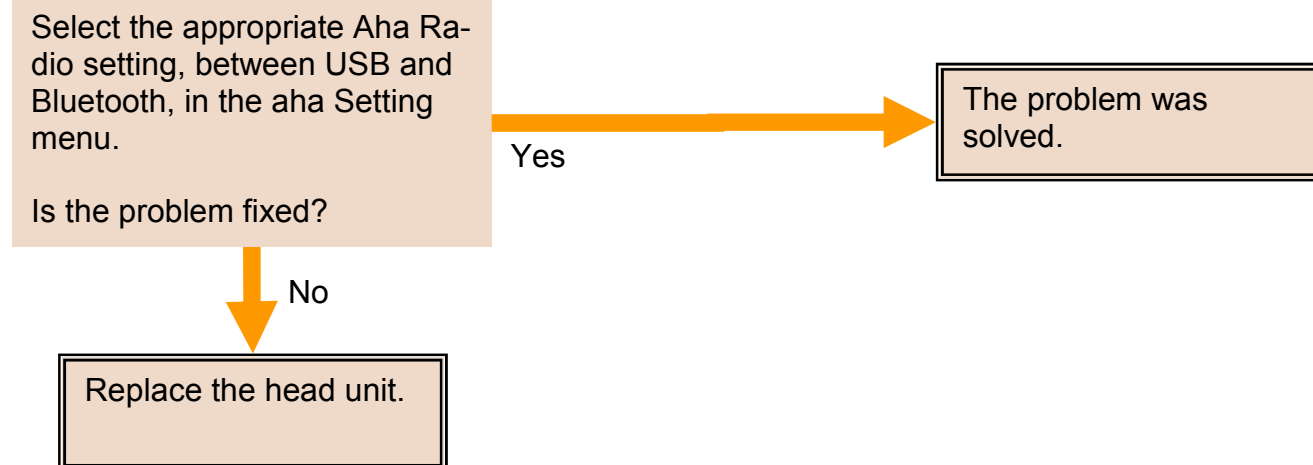 Select the appropriate Aha Ra-
dio setting, between USB and
Bluetooth, in the aha Setting
menu.
Is the problem fixed?
Yes
The problem was
solved.
No
Replace the head unit.